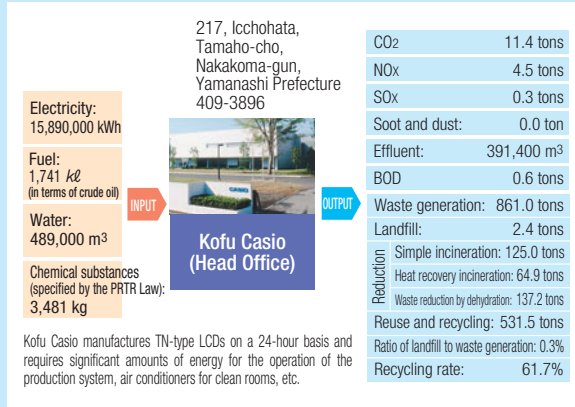 217, Icchohata,
Tamaho-cho,
Nakakoma-gun,
Yamanashi Prefecture
409-3896
Electricity:
15,890,000 kWh
Fuel:
1,741 kℓ
(in terms of crude oil)
Water:
489,000 m3
Chemical substances
(specified by the PRTR Law):
3,481 kg
INPUT
CASIO
Kofu Casio
(Head Office)
OUTPUT
CO2 11.4 tons
NOx 4.5 tons
SOx 0.3 tons
Soot and dust: 0.0 ton
Effluent: 391,400 m3
BOD 0.6 tons
Waste generation: 861.0 tons
Landfill: 2.4 tons
Reduction
Simple incineration: 125.0 tons
Heat recovery incineration: 64.9 tons
Waste reduction by dehydration: 137.2 tons
Reuse and recycling: 531.5 tons
Ratio of landfill to waste generation: 0.3%
Recycling rate: 61.7%
Kofu Casio manufactures TN-type LCDs on a 24-hour basis and
requires significant amounts of energy for the operation of the
production system, air conditioners for clean rooms, etc.